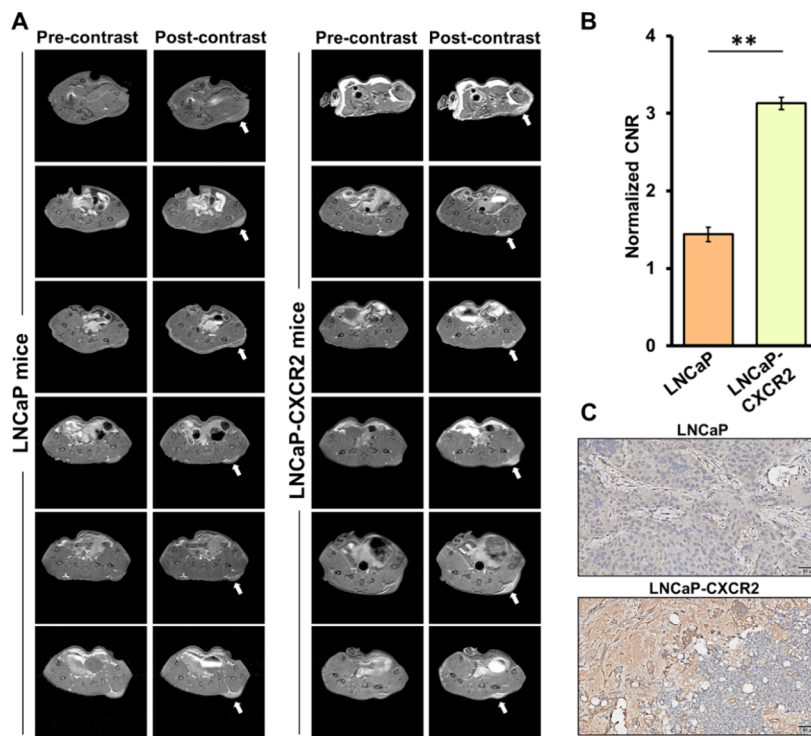 A
Pre-contrast Post-contrast Pre-contrast Post-contrast
LNCaP mice
LNCaP-CXCR2 mice
B
**
Normalized CNR
4
3
2
1
0
LNCaP
LNCaP-
CXCR2
C
LNCaP
LNCaP-CXCR2